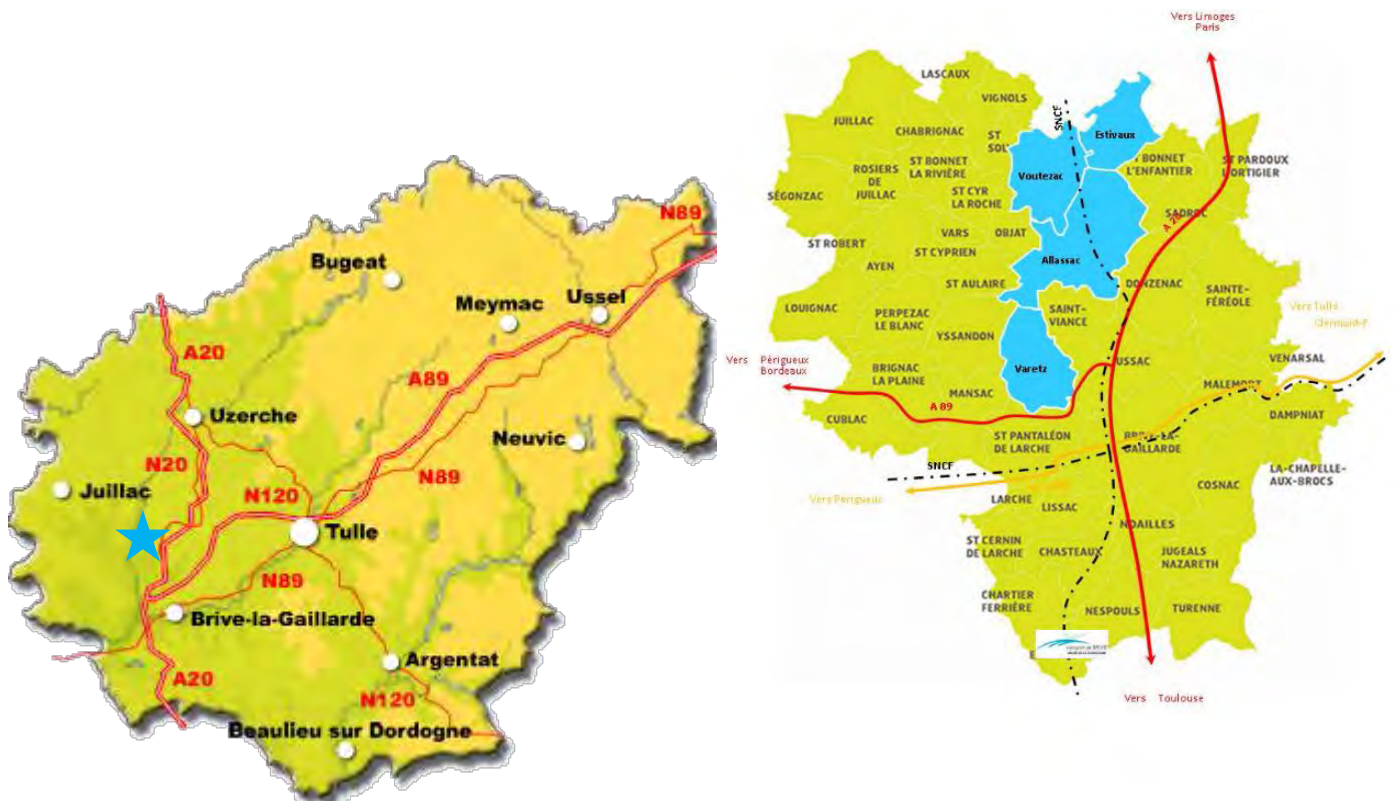 N89
Bugeat
Meymac
Ussel
A20
A89
Uzerche
Neuvic
N20
N89
Juillac
N120
Tulle
N89
Brive-la-Gaillarde
Argentat
A20
N120
Beaulieu sur Dordogne
Vers Limoges
Paris
LASCAUX
VIGNOLS
SNCF
JUILLAC
CHABRIGNAC
ST
SOL
Estivaux
ST BONNET
LA RIVIÈRE
Voutezac
T BONNET
L'ENFANTIER
ST PARDOUX
L'ORTIGIER
ROSIERS
DE
JUILLAC
SÉGONZAC
ST CYR
LA ROCHE
SADROC
A 20
VARS
OBJAT
ST ROBERT
ST CYPRIEN
AYEN
Allassac
ST AULAIRE
DONZENAC
SAINTE-
FÉRÉOLE
LOUIGNAC
PERPEZAC
LE BLANC
SAINT-
VIANCE
Vers Tulle
Clermont-F
YSSANDON
Vers Périgueux
Bordeaux
BRIGNAC
LA PLAINE
Varetz
USSAC
VENARSAL
MALEMORT
MANSAC
A 89
CUBLAC
DAMPNIAT
ST PANTALÉON
DE LARCHE
BRIVE-LA-
GAILLARDE
SNCF
LA-CHAPELLE-
AUX-BROCS
COSNAC
Vers Périgueux
LARCHE
LISSAC
NOAILLES
ST CERNIN
DE LARCHE
CHASTEAUX
JUGEALS
NAZARETH
CHARTIER
FERRIÈRE
NESPOULS
TURENNE
E
Vers Toulouse